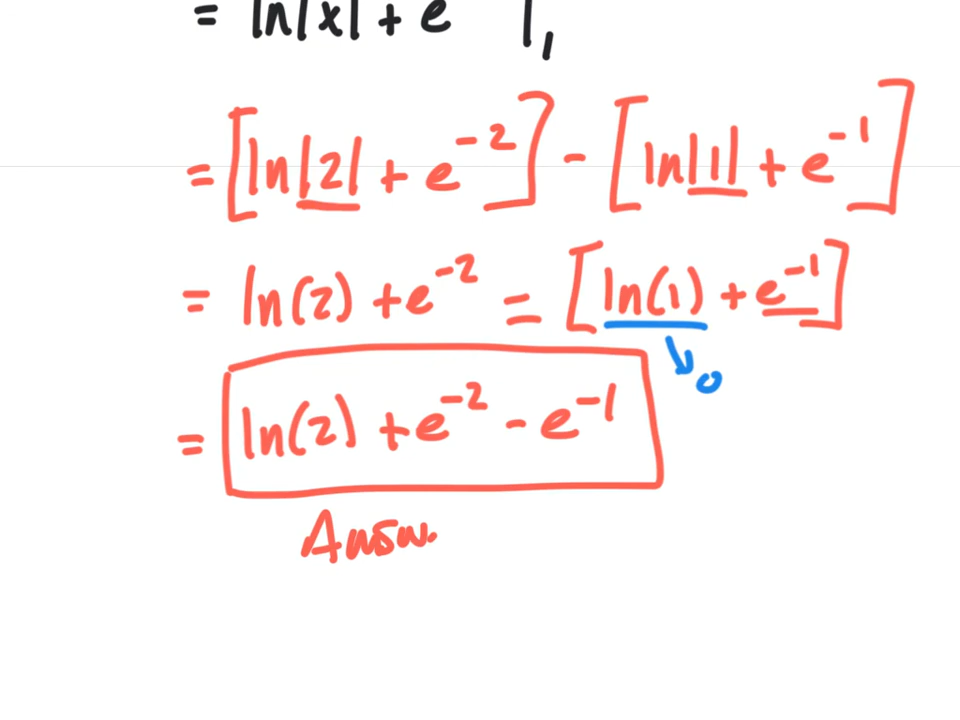 = ln|x| + e |₁
= [ln|2| + e⁻²] - [ln|1| + e⁻¹]
= ln(2) + e⁻² = [ln(1) + e⁻¹]
0
= ln(2) + e⁻² - e⁻¹
Answ.